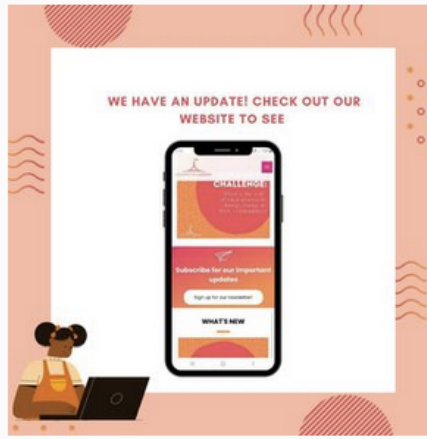 WE HAVE AN UPDATE! CHECK OUT OUR
WEBSITE TO SEE
CHALLENGE:
Subscribe for our important
updates
Sign up for our newsletter!
WHAT'S NEW